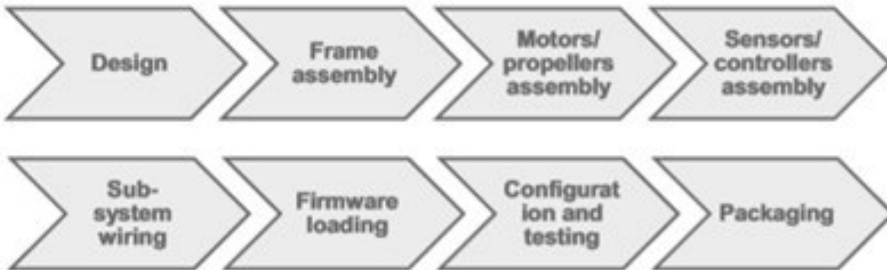 Design
Frame
assembly
Motors/
propellers
assembly
Sensors/
controllers
assembly
Sub-
system
wiring
Firmware
loading
Configurat
ion and
testing
Packaging